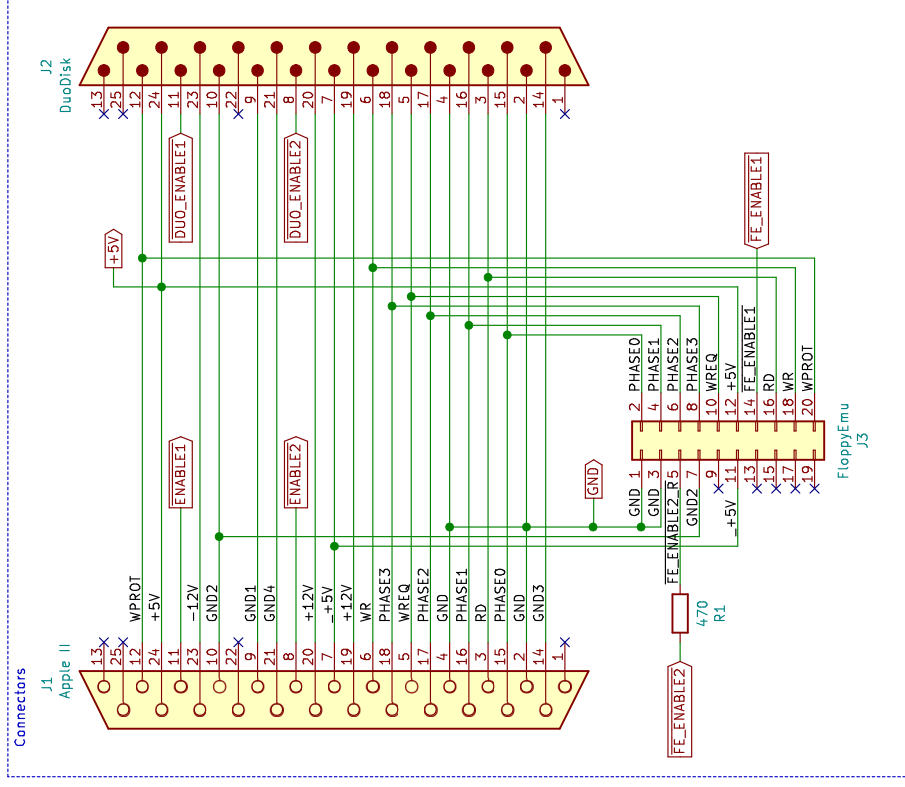 J2
DuoDisk
13
25
12
24
11
23
10
22
9
21
8
20
7
19
6
18
5
17
4
16
3
15
2
14
1
DUO_ENABLE1
DUO_ENABLE2
FE_ENABLE1
+5V
PHASE0
PHASE1
PHASE2
PHASE3
WREQ
+5V
FE_ENABLE1
RD
WR
WPROT
2
4
6
8
10
12
14
16
18
20
FloppyEmu
J3
1
3
5
7
9
11
13
15
17
19
GND
GND
FE_ENABLE2_R
GND2
_+5V
GND
ENABLE1
ENABLE2
WPROT
+5V
-12V
GND2
GND1
GND4
+12V
_+5V
+12V
WR
PHASE3
WREQ
PHASE2
GND
PHASE1
RD
PHASE0
GND
GND3
470
R1
FE_ENABLE2
13
25
12
24
11
23
10
22
9
21
8
20
7
19
6
18
5
17
4
16
3
15
2
14
1
J1
Apple II
Connectors